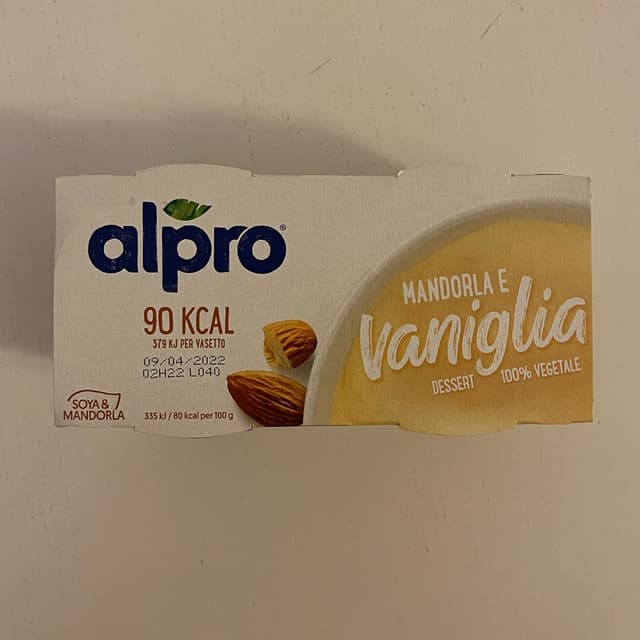 alpro®
90 KCAL
379 KJ PER VASETTO
09/04/2022
02H22 L040
SOYA &
MANDORLA
335 kJ / 80 kcal per 100 g
MANDORLA E
Vaniglia
DESSERT 100% VEGETALE